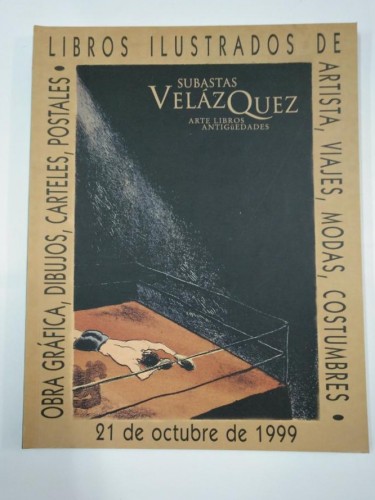 LIBROS ILUSTRADOS DE
ARTISTA, VIAJES, MODAS, COSTUMBRES •
OBRA GRÁFICA, DIBUJOS, CARTELES, POSTALES •
SUBASTAS
VELÁZQUEZ
ARTE LIBROS
ANTIGüEDADES
21 de octubre de 1999